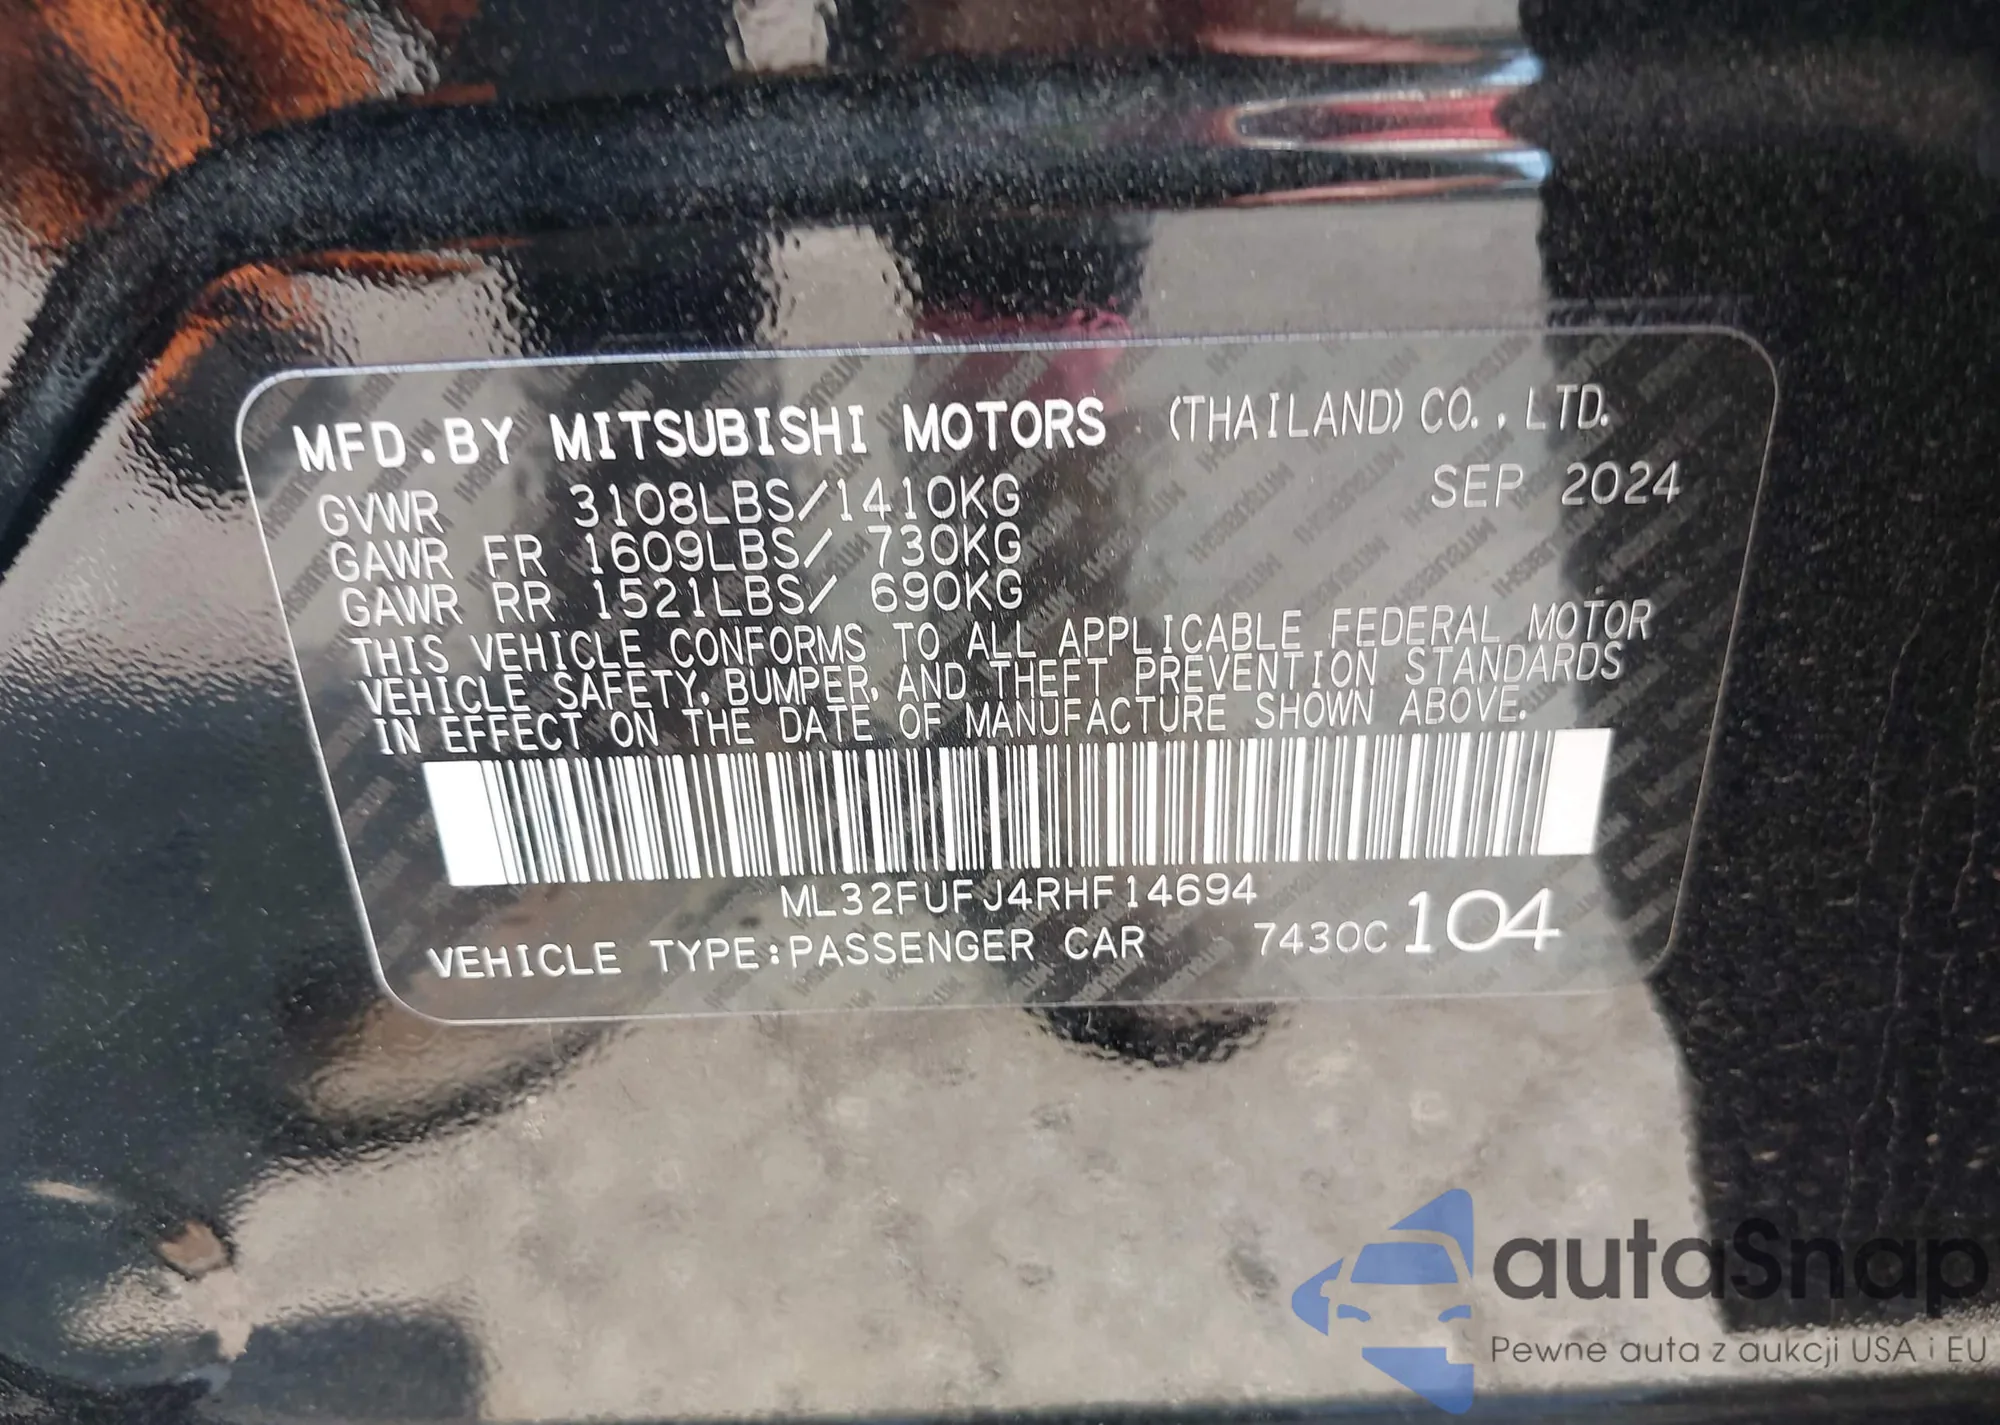 MFD.BY MITSUBISHI MOTORS (THAILAND) CO., LTD.
GVWR 3108LBS/1410KG SEP 2024
GAWR FR 1609LBS/ 730KG
GAWR RR 1521LBS/ 690KG
THIS VEHICLE CONFORMS TO ALL APPLICABLE FEDERAL MOTOR
VEHICLE SAFETY, BUMPER, AND THEFT PREVENTION STANDARDS
IN EFFECT ON THE DATE OF MANUFACTURE SHOWN ABOVE.
ML32FUFJ4RHF14694
VEHICLE TYPE:PASSENGER CAR 7430C 104
autaSnap
Pewne auta z aukcji USA i EU